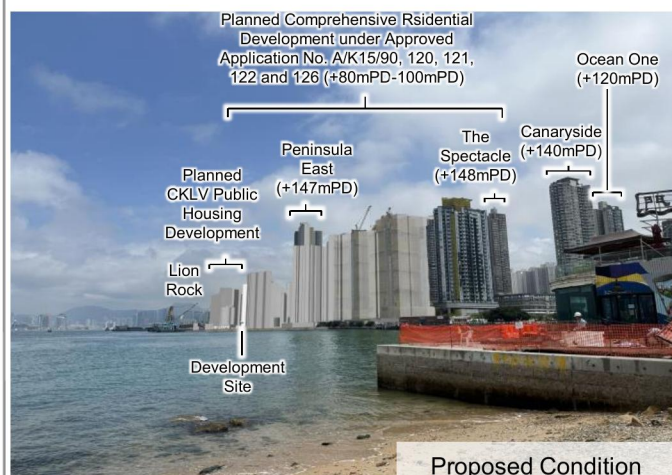 Planned Comprehensive Rsidential
Development under Approved
Application No. A/K15/90, 120, 121,
122 and 126 (+80mPD-100mPD)
Ocean One
(+120mPD)
Canaryside
(+140mPD)
The
Spectacle
(+148mPD)
Peninsula
East
(+147mPD)
Planned
CKLV Public
Housing
Development
Lion
Rock
Development
Site
Proposed Condition